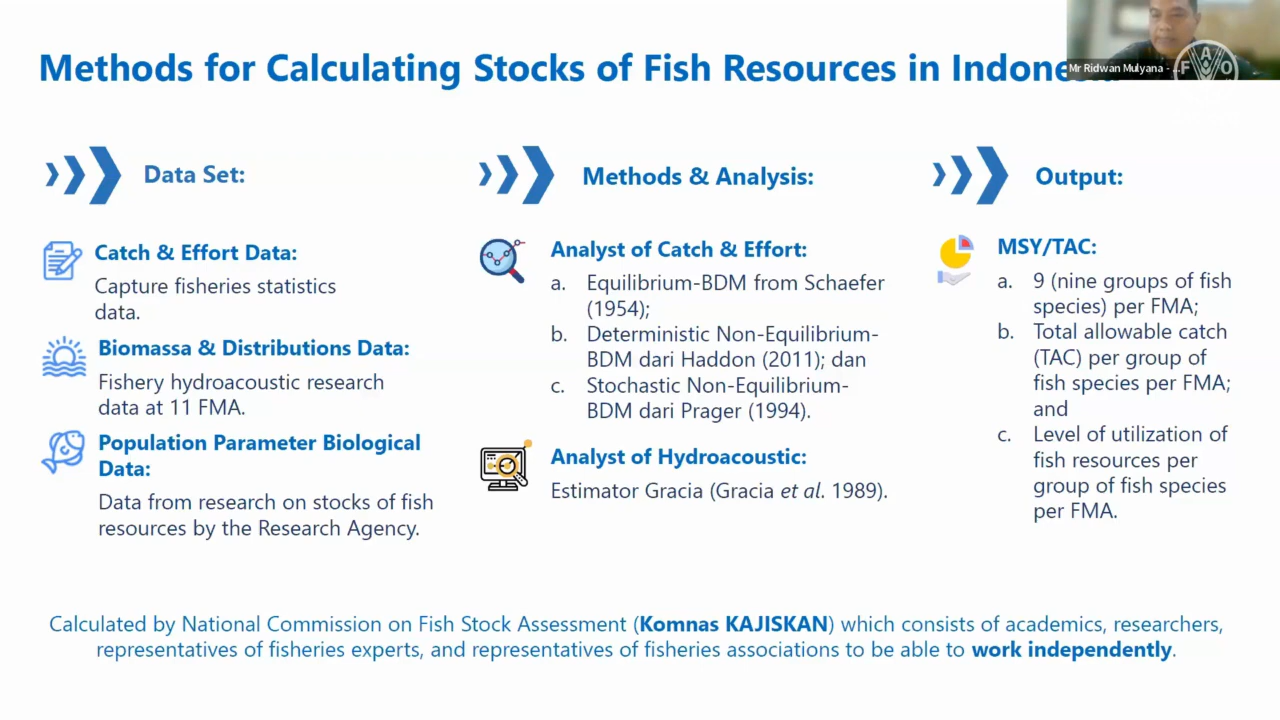 Methods for Calculating Stocks of Fish Resources in Indone
Mr Ridwan Mulyana - ...
F A O
Data Set:
Catch & Effort Data:
Capture fisheries statistics
data.
Biomassa & Distributions Data:
Fishery hydroacoustic research
data at 11 FMA.
Population Parameter Biological
Data:
Data from research on stocks of fish
resources by the Research Agency.
Methods & Analysis:
Analyst of Catch & Effort:
a. Equilibrium-BDM from Schaefer
(1954);
b. Deterministic Non-Equilibrium-
BDM dari Haddon (2011); dan
c. Stochastic Non-Equilibrium-
BDM dari Prager (1994).
Analyst of Hydroacoustic:
Estimator Gracia (Gracia et al. 1989).
Output:
MSY/TAC:
a. 9 (nine groups of fish
species) per FMA;
b. Total allowable catch
(TAC) per group of
fish species per FMA;
and
c. Level of utilization of
fish resources per
group of fish species
per FMA.
Calculated by National Commission on Fish Stock Assessment (Komnas KAJISKAN) which consists of academics, researchers,
representatives of fisheries experts, and representatives of fisheries associations to be able to work independently.